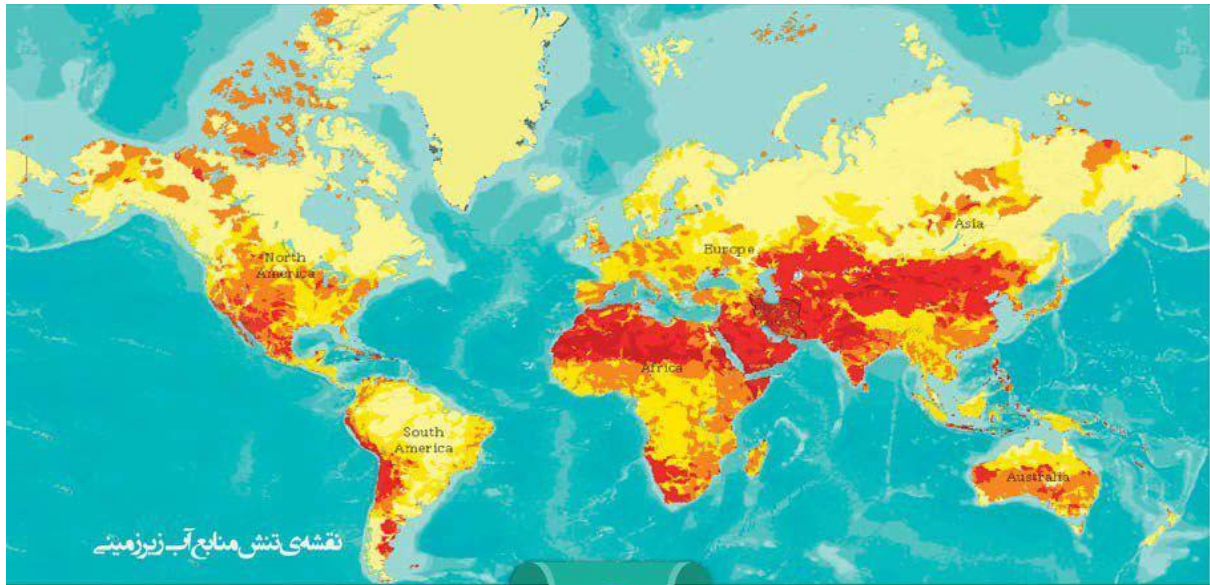 North
America
Europe
Asia
Africa
South
America
Australia
نقشه‌ی تنش منابع آب زیرزمینی